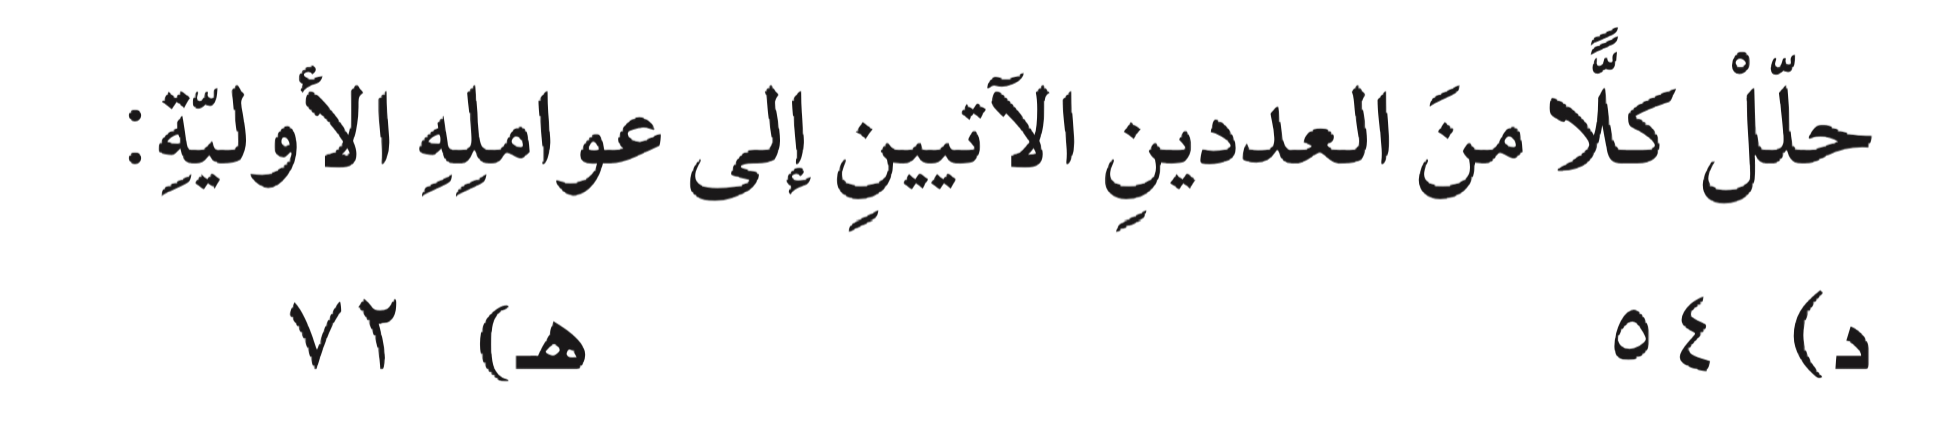 حلّلْ كلًّا منَ العددينِ الآتيينِ إلى عواملِهِ الأوليّةِ:
د) ٥٤ هـ) ٧٢